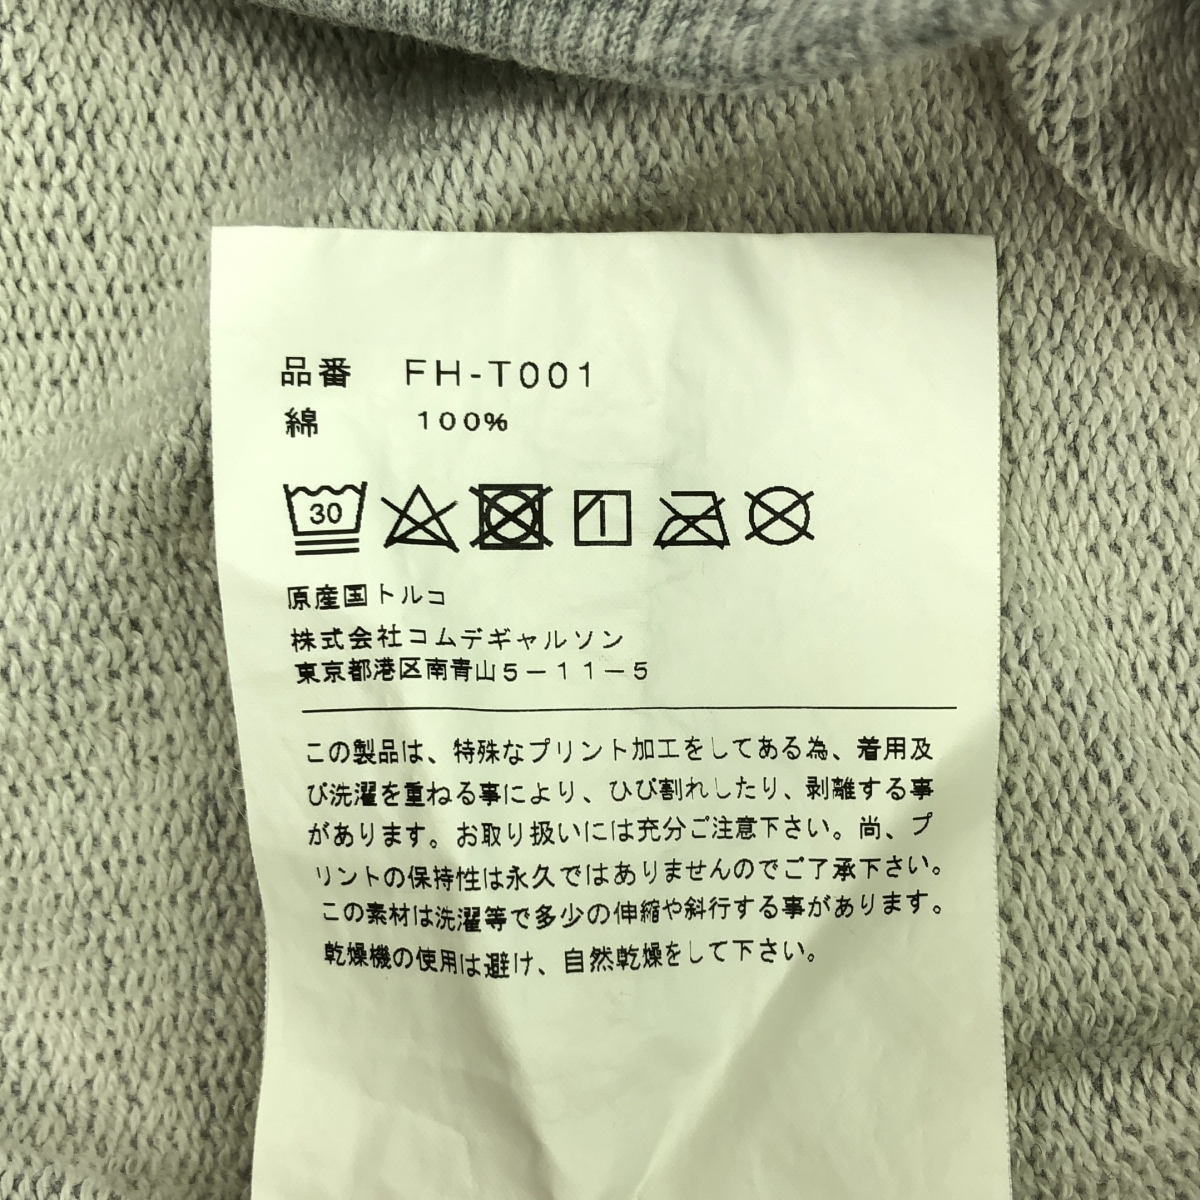 品番 FH-T001
綿 100%
30
原産国トルコ
株式会社コムデギャルソン
東京都港区南青山5-11-5
この製品は、特殊なプリント加工をしてある為、着用及
び洗濯を重ねる事により、ひび割れしたり、剥離する事
があります。お取り扱いには充分ご注意下さい。尚、プ
リントの保持性は永久ではありませんのでご了承下さい。
この素材は洗濯等で多少の伸縮や斜行する事があります。
乾燥機の使用は避け、自然乾燥をして下さい。